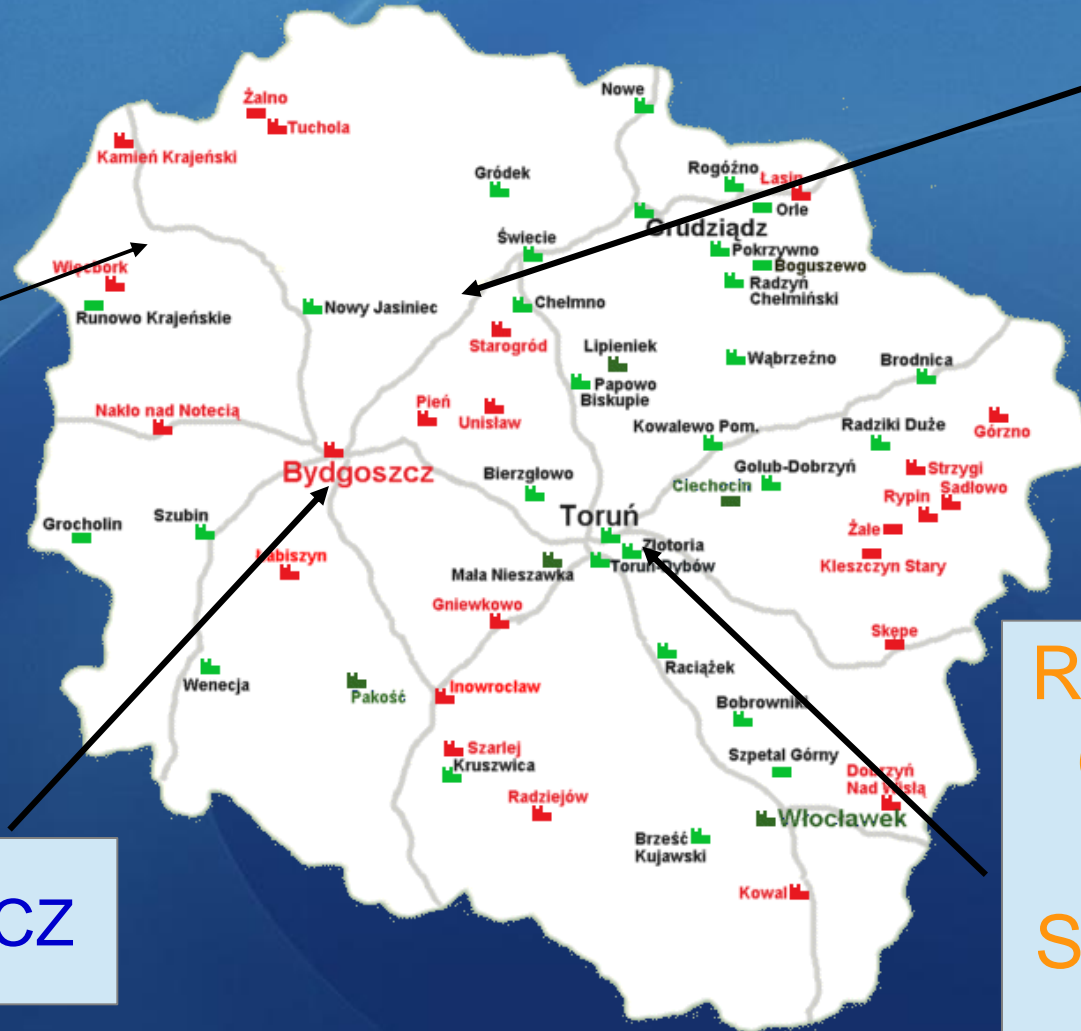 Nowe
Żalno
Tuchola
Kamień Krajeński
Gródek
Rogóźno
Łasin
Orle
Grudziądz
Świecie
Pokrzywno
Boguszewo
Więcbork
Radzyń
Chełmiński
Runowo Krajeńskie
Nowy Jasiniec
Chełmno
Starogród
Lipieniek
Wąbrzeźno
Brodnica
Papowo
Biskupie
Pień
Unisław
Nakło nad Notecią
Kowalewo Pom.
Radziki Duże
Górzno
Bydgoszcz
Bierzgłowo
Golub-Dobrzyń
Strzygi
Ciechocin
Sadłowo
Rypin
Toruń
Grocholin
Szubin
Żale
Złotoria
Łabiszyn
Mała Nieszawka
Toruń-Dybów
Kleszczyn Stary
Gniewkowo
Skępe
Raciążek
Wenecja
Pakość
Inowrocław
Bobrowniki
Szarlej
Kruszwica
Szpetal Górny
Dobrzyń
Nad Wisłą
Radziejów
Włocławek
Brześć
Kujawski
Kowal
CZ
R
S